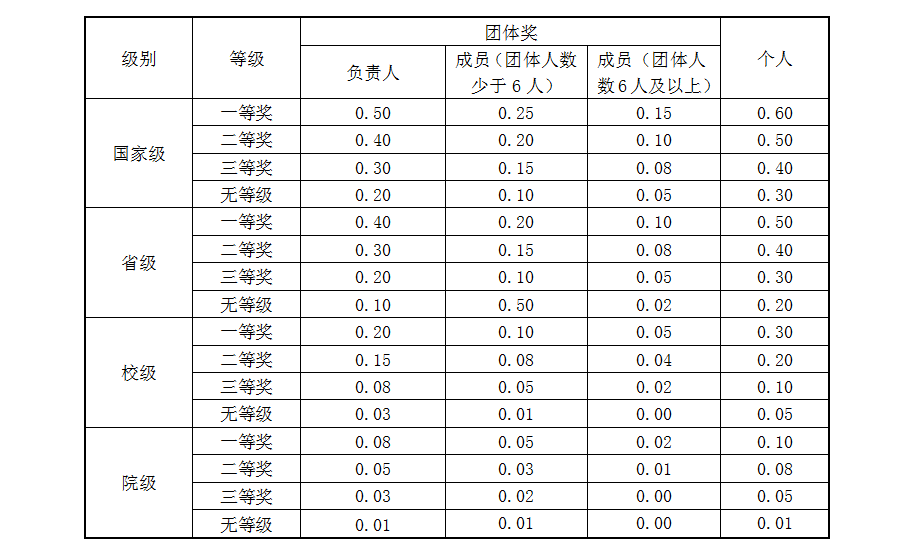 级别 等级 团体奖 个人
负责人 成员（团体人数少于6人） 成员（团体人数6人及以上）
国家级 一等奖 0.50 0.25 0.15 0.60
二等奖 0.40 0.20 0.10 0.50
三等奖 0.30 0.15 0.08 0.40
无等级 0.20 0.10 0.05 0.30
省级 一等奖 0.40 0.20 0.10 0.50
二等奖 0.30 0.15 0.08 0.40
三等奖 0.20 0.10 0.05 0.30
无等级 0.10 0.50 0.02 0.20
校级 一等奖 0.20 0.10 0.05 0.30
二等奖 0.15 0.08 0.04 0.20
三等奖 0.08 0.05 0.02 0.10
无等级 0.03 0.01 0.00 0.05
院级 一等奖 0.08 0.05 0.02 0.10
二等奖 0.05 0.03 0.01 0.08
三等奖 0.03 0.02 0.00 0.05
无等级 0.01 0.01 0.00 0.01